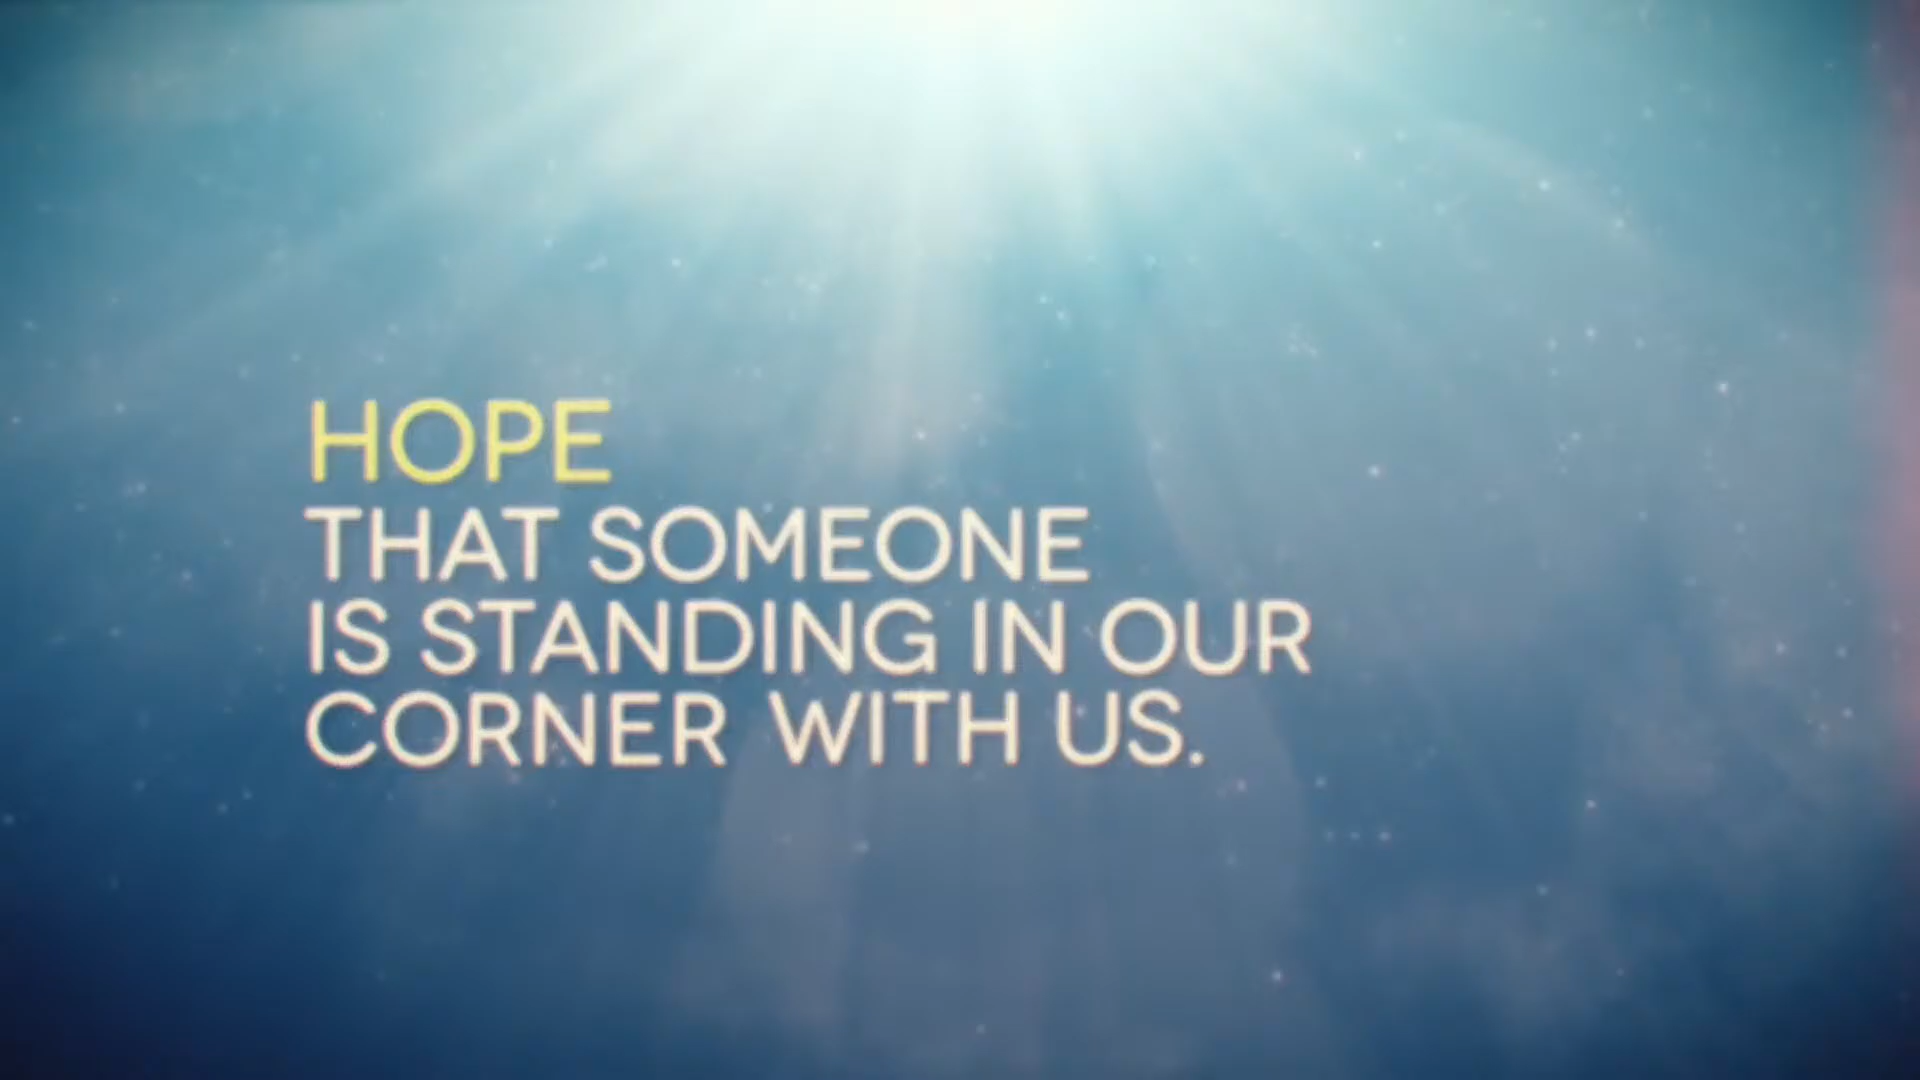 HOPE
THAT SOMEONE
IS STANDING IN OUR
CORNER WITH US.